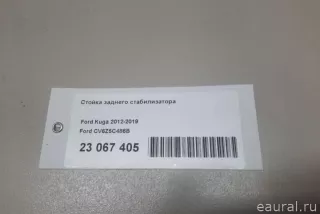 Стойка заднего стабилизатора
Ford Kuga 2012-2019
Ford CV6Z5C486B
23 067 405
eaural.ru